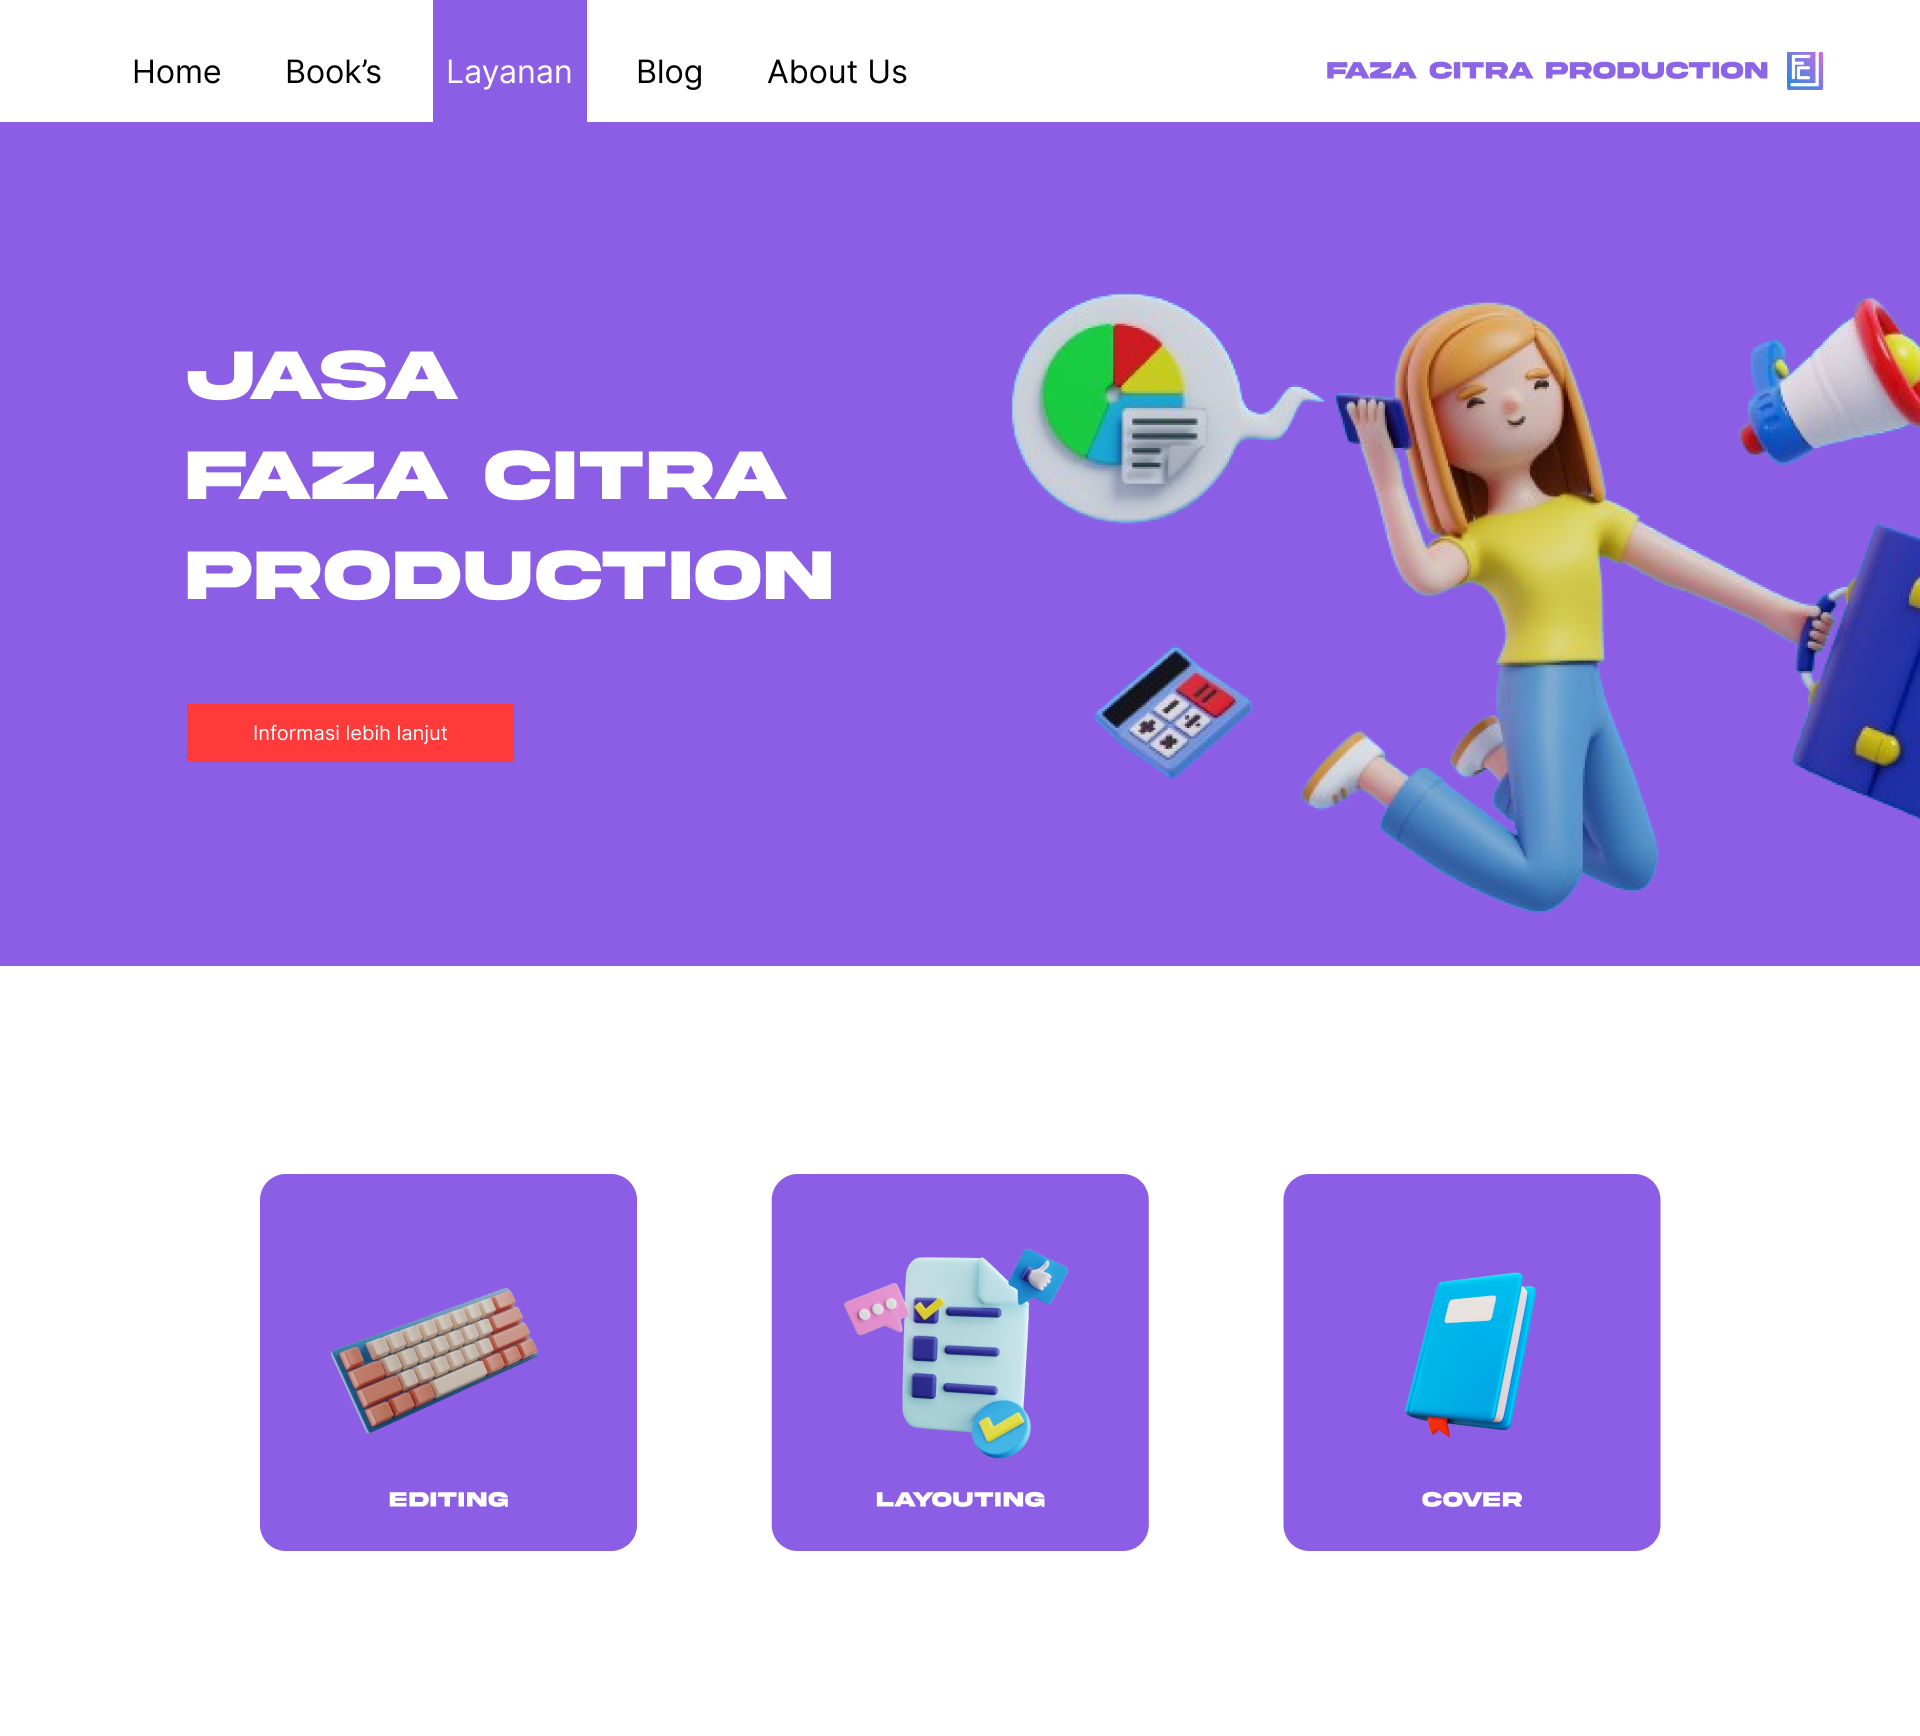 Home Book’s Layanan Blog About Us FAZA CITRA PRODUCTION
JASA
FAZA CITRA
PRODUCTION
Informasi lebih lanjut
EDITING LAYOUTING COVER